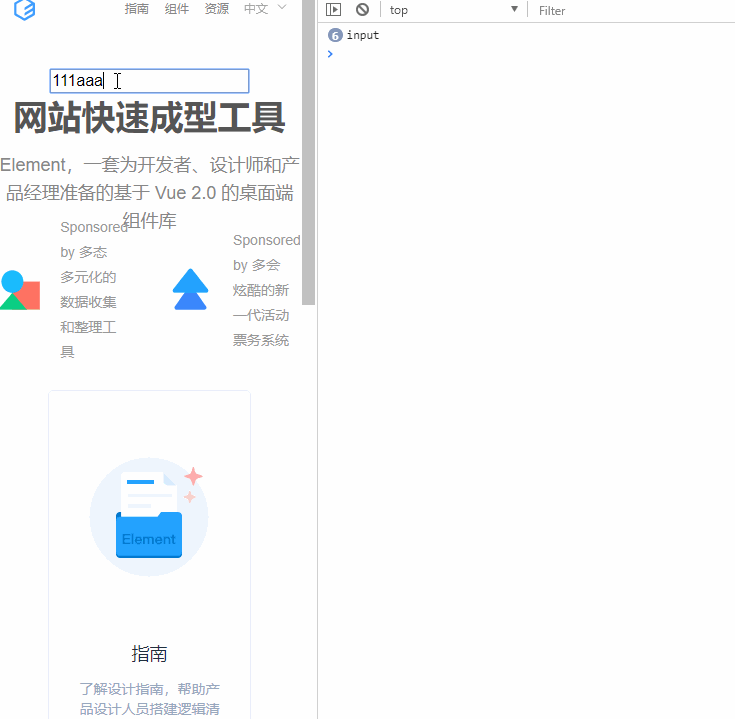 指南 组件 资源 中文
top
Filter
6 input
111aaa
网站快速成型工具
Element，一套为开发者、设计师和产
品经理准备的基于 Vue 2.0 的桌面端
组件库
Sponsored
by 多态
多元化的
数据收集
和整理工
具
Sponsored
by 多会
炫酷的新
一代活动
票务系统
Element
指南
了解设计指南，帮助产
品设计人员搭建逻辑清